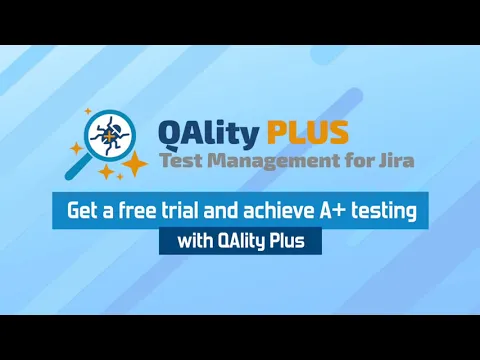 QAlity PLUS
Test Management for Jira
Get a free trial and achieve A+ testing
with QAlity Plus